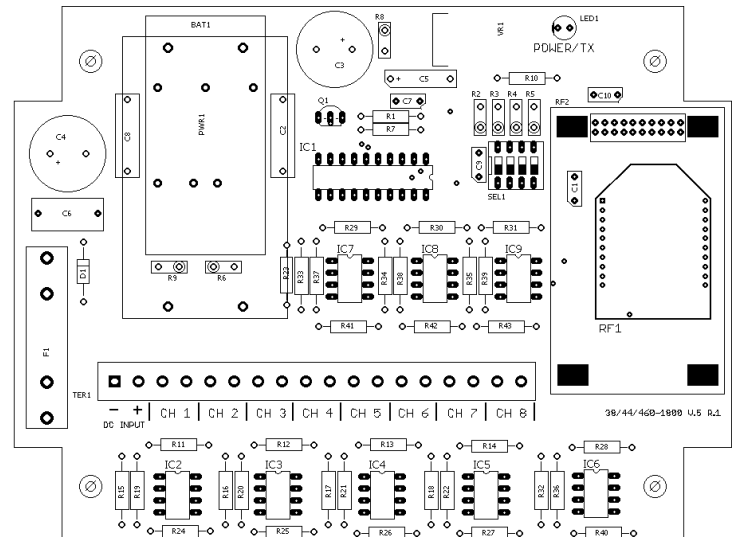 BAT1
R8
VR1
LED1
POWER/TX
C3
C5
R10
C7
C10
R2 R3 R4 R5
RF2
Q1
R1
R7
C4
C8
PWR1
C2
IC1
C9
C1
SEL1
C6
R29 R30 R31
IC7 IC8 IC9
D1
R9 R6
R23 R33 R37 R34 R38 R35 R39
R41 R42 R43
RF1
F1
TER1
- + CH 1 CH 2 CH 3 CH 4 CH 5 CH 6 CH 7 CH 8
DC INPUT
38/44/460-1800 V.5 R.1
R11 R12 R13 R14 R28
IC2 IC3 IC4 IC5 IC6
R15 R19 R16 R20 R17 R21 R18 R22 R32 R36
R24 R25 R26 R27 R40